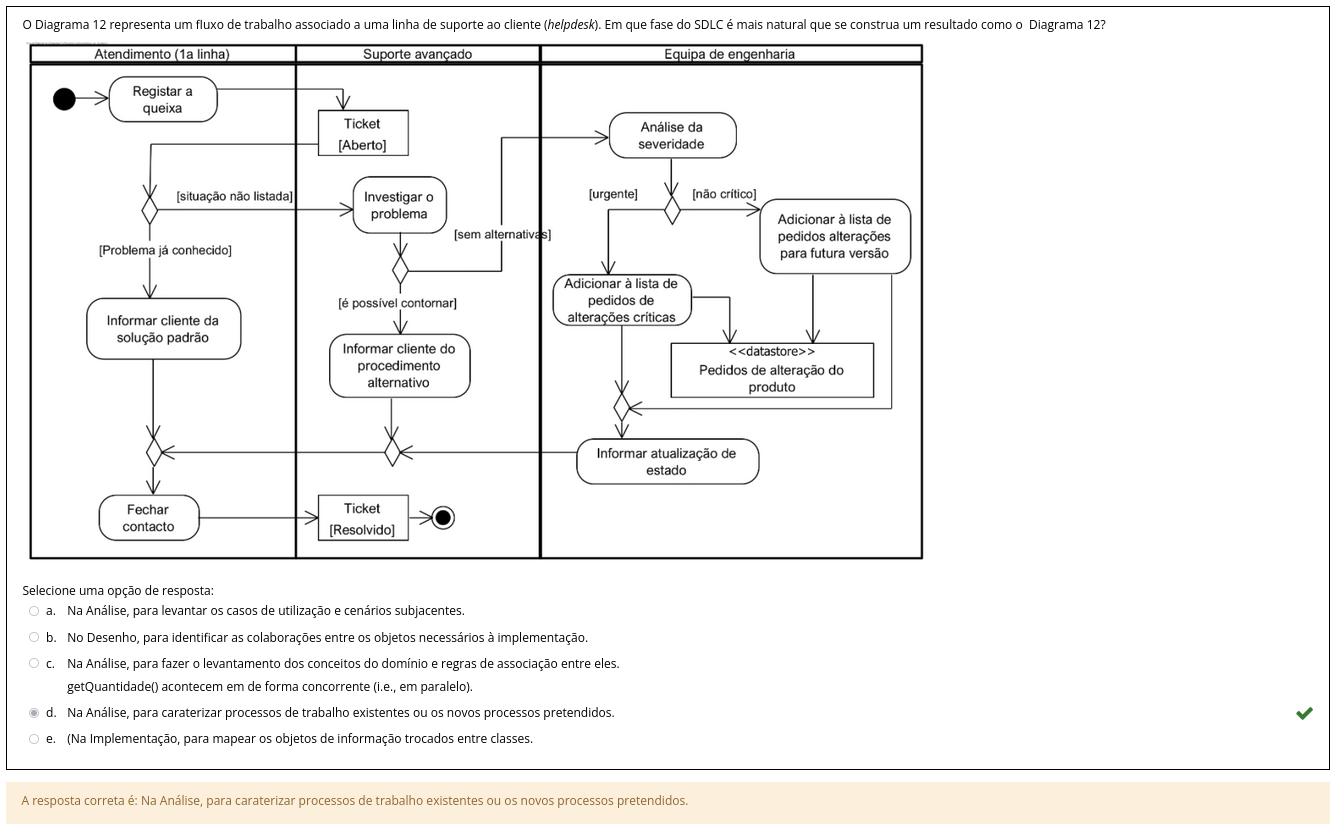 O Diagrama 12 representa um fluxo de trabalho associado a uma linha de suporte ao cliente (helpdesk). Em que fase do SDLC é mais natural que se construa um resultado como o  Diagrama 12?
Atendimento (1a linha)
Suporte avançado
Equipa de engenharia
Registar a
queixa
Ticket
[Aberto]
Análise da
severidade
[situação não listada]
Investigar o
problema
[urgente]
[não crítico]
Adicionar à lista de
pedidos alterações
para futura versão
[sem alternativas]
[Problema já conhecido]
Adicionar à lista de
pedidos de
alterações críticas
[é possível contornar]
Informar cliente da
solução padrão
Informar cliente do
procedimento
alternativo
<<datastore>>
Pedidos de alteração do
produto
Informar atualização de
estado
Fechar
contacto
Ticket
[Resolvido]
Selecione uma opção de resposta:
a. Na Análise, para levantar os casos de utilização e cenários subjacentes.
b. No Desenho, para identificar as colaborações entre os objetos necessários à implementação.
c. Na Análise, para fazer o levantamento dos conceitos do domínio e regras de associação entre eles.
getQuantidade() acontecem em de forma concorrente (i.e., em paralelo).
d. Na Análise, para caraterizar processos de trabalho existentes ou os novos processos pretendidos.
e. (Na Implementação, para mapear os objetos de informação trocados entre classes.
A resposta correta é: Na Análise, para caraterizar processos de trabalho existentes ou os novos processos pretendidos.